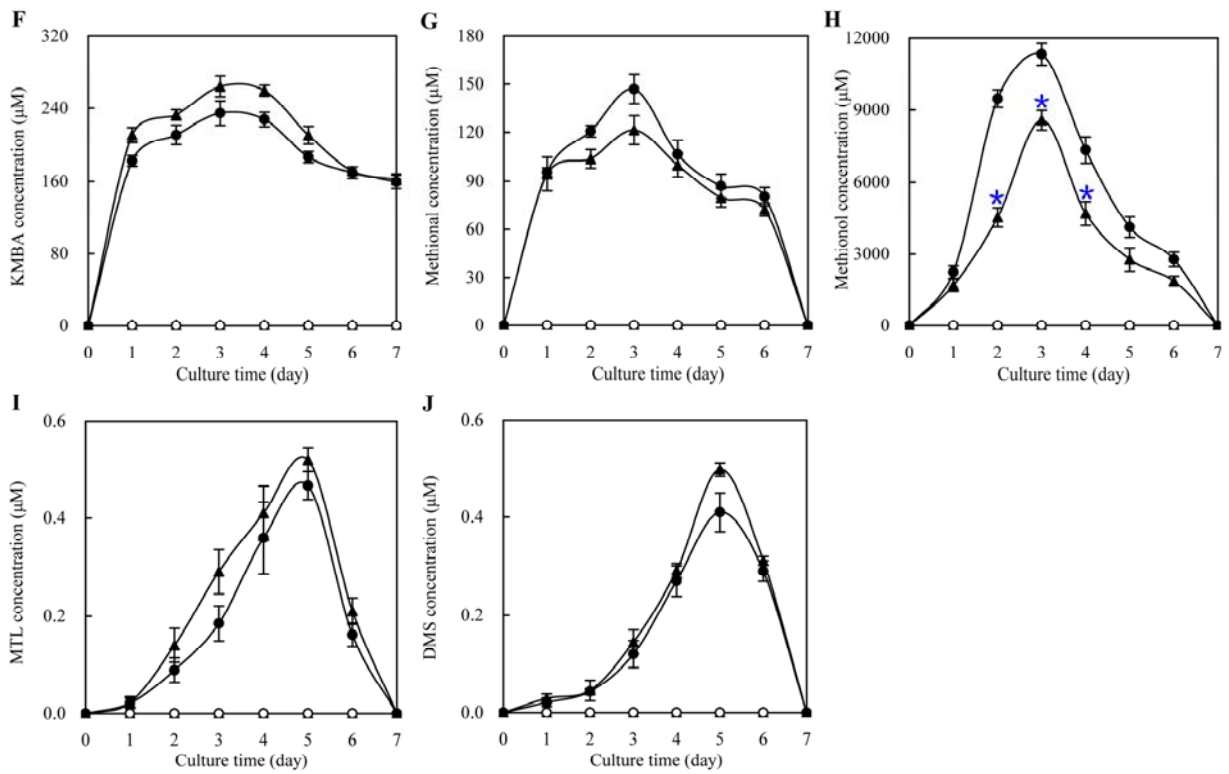 F
KMBA concentration (μM)
320
240
160
80
0
0 1 2 3 4 5 6 7
Culture time (day)
G
Methional concentration (μM)
180
150
120
90
60
30
0
0 1 2 3 4 5 6 7
Culture time (day)
H
Methionol concentration (μM)
12000
9000
6000
3000
0
0 1 2 3 4 5 6 7
Culture time (day)
I
MTL concentration (μM)
0.6
0.4
0.2
0.0
0 1 2 3 4 5 6 7
Culture time (day)
J
DMS concentration (μM)
0.6
0.4
0.2
0.0
0 1 2 3 4 5 6 7
Culture time (day)